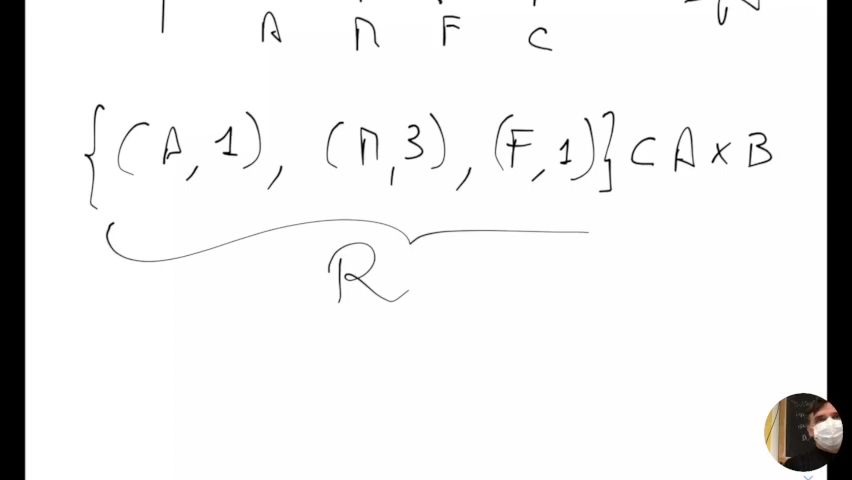 A M F C
{(A,1), (M,3), (F,1)} ⊂ A×B
R